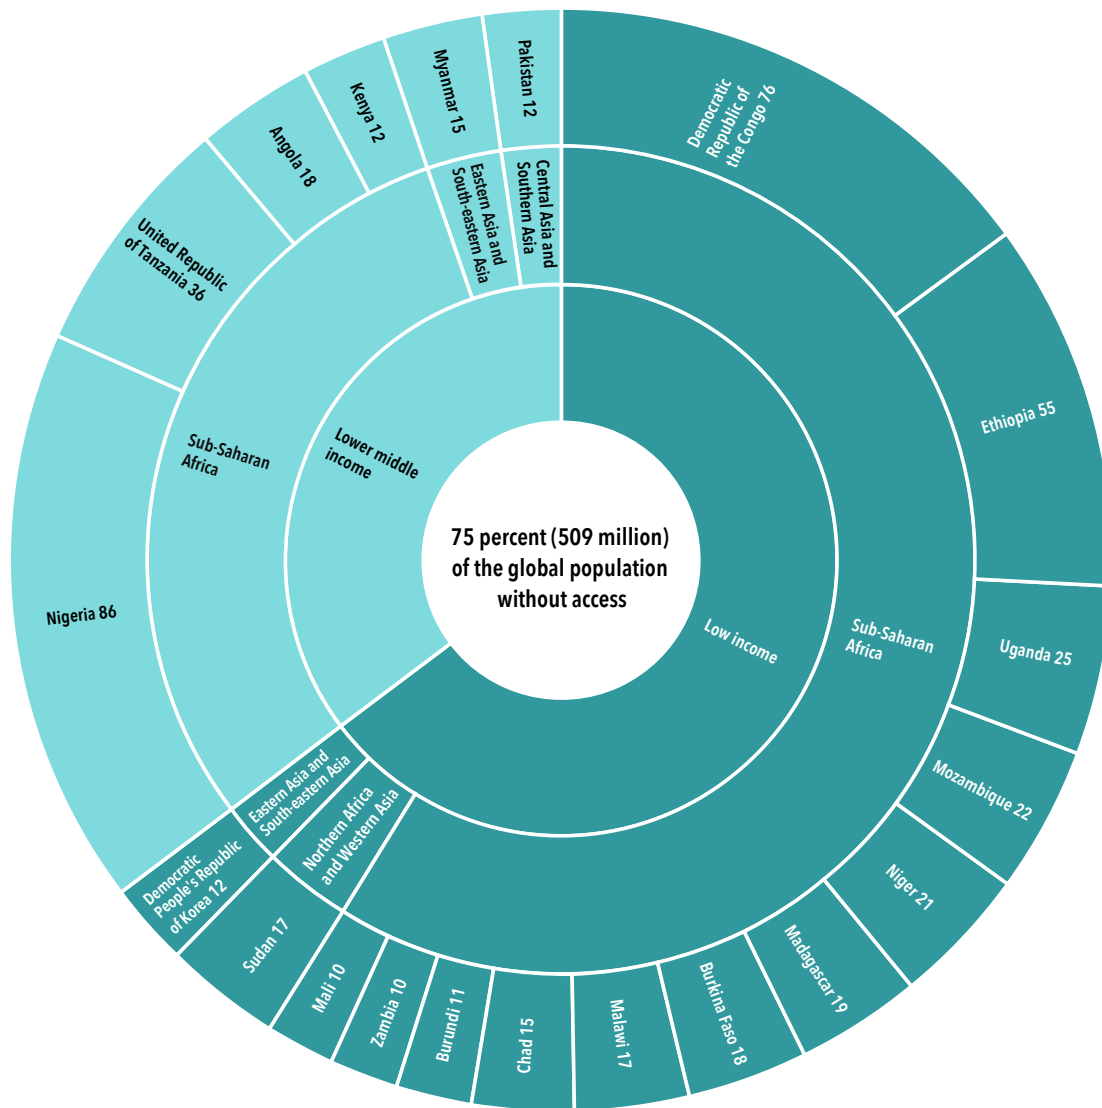 75 percent (509 million)
of the global population
without access
Low income
Lower middle
income
Sub-Saharan
Africa
Northern Africa
and Western Asia
Eastern Asia and
South-eastern Asia
Sub-Saharan
Africa
Eastern Asia and
South-eastern Asia
Central Asia and
Southern Asia
Democratic
Republic of
the Congo 76
Ethiopia 55
Uganda 25
Mozambique 22
Niger 21
Madagascar 19
Burkina Faso 18
Malawi 17
Chad 15
Burundi 11
Zambia 10
Mali 10
Sudan 17
Democratic
People's Republic
of Korea 12
Nigeria 86
United Republic
of Tanzania 36
Angola 18
Kenya 12
Myanmar 15
Pakistan 12